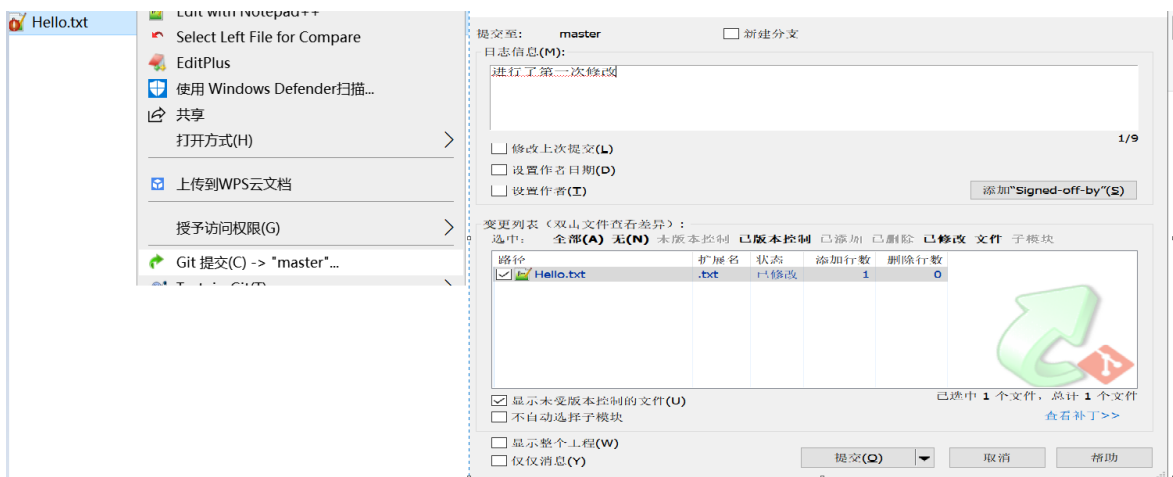 Hello.txt
Edit with Notepad++
Select Left File for Compare
EditPlus
使用 Windows Defender扫描...
共享
打开方式(H)
上传到WPS云文档
授予访问权限(G)
Git 提交(C) -> "master"...
提交至: master 新建分支
日志信息(M):
进行了第一次修改
1/9
修改上次提交(L)
设置作者日期(D)
设置作者(T) 添加"Signed-off-by"(S)
变更列表（双击文件查看差异）:
选中: 全部(A) 无(N) 未版本控制 已版本控制 已添加 已删除 已修改 文件 子模块
路径 扩展名 状态 添加行数 删除行数
Hello.txt .txt 已修改 1 0
显示未受版本控制的文件(U) 已选中 1 个文件, 总计 1 个文件
不自动选择子模块 查看补丁>>
显示整个工程(W)
仅仅消息(Y) 提交(O) 取消 帮助